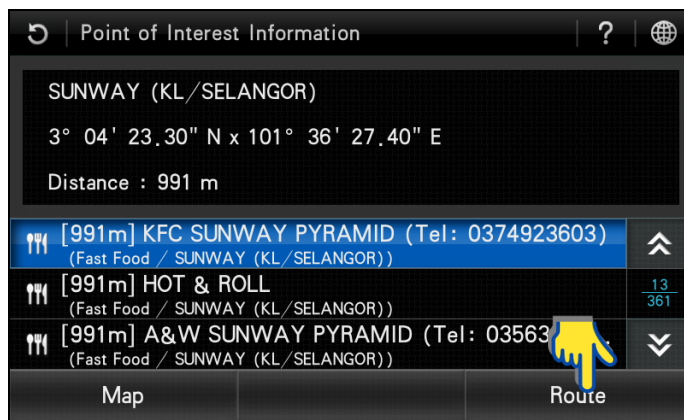 Point of Interest Information
?
SUNWAY (KL/SELANGOR)
3° 04' 23.30" N x 101° 36' 27.40" E
Distance : 991 m
[991m] KFC SUNWAY PYRAMID (Tel: 0374923603)
(Fast Food / SUNWAY (KL/SELANGOR))
[991m] HOT & ROLL
(Fast Food / SUNWAY (KL/SELANGOR))
13
361
[991m] A&W SUNWAY PYRAMID (Tel: 03563
(Fast Food / SUNWAY (KL/SELANGOR))
Map
Route